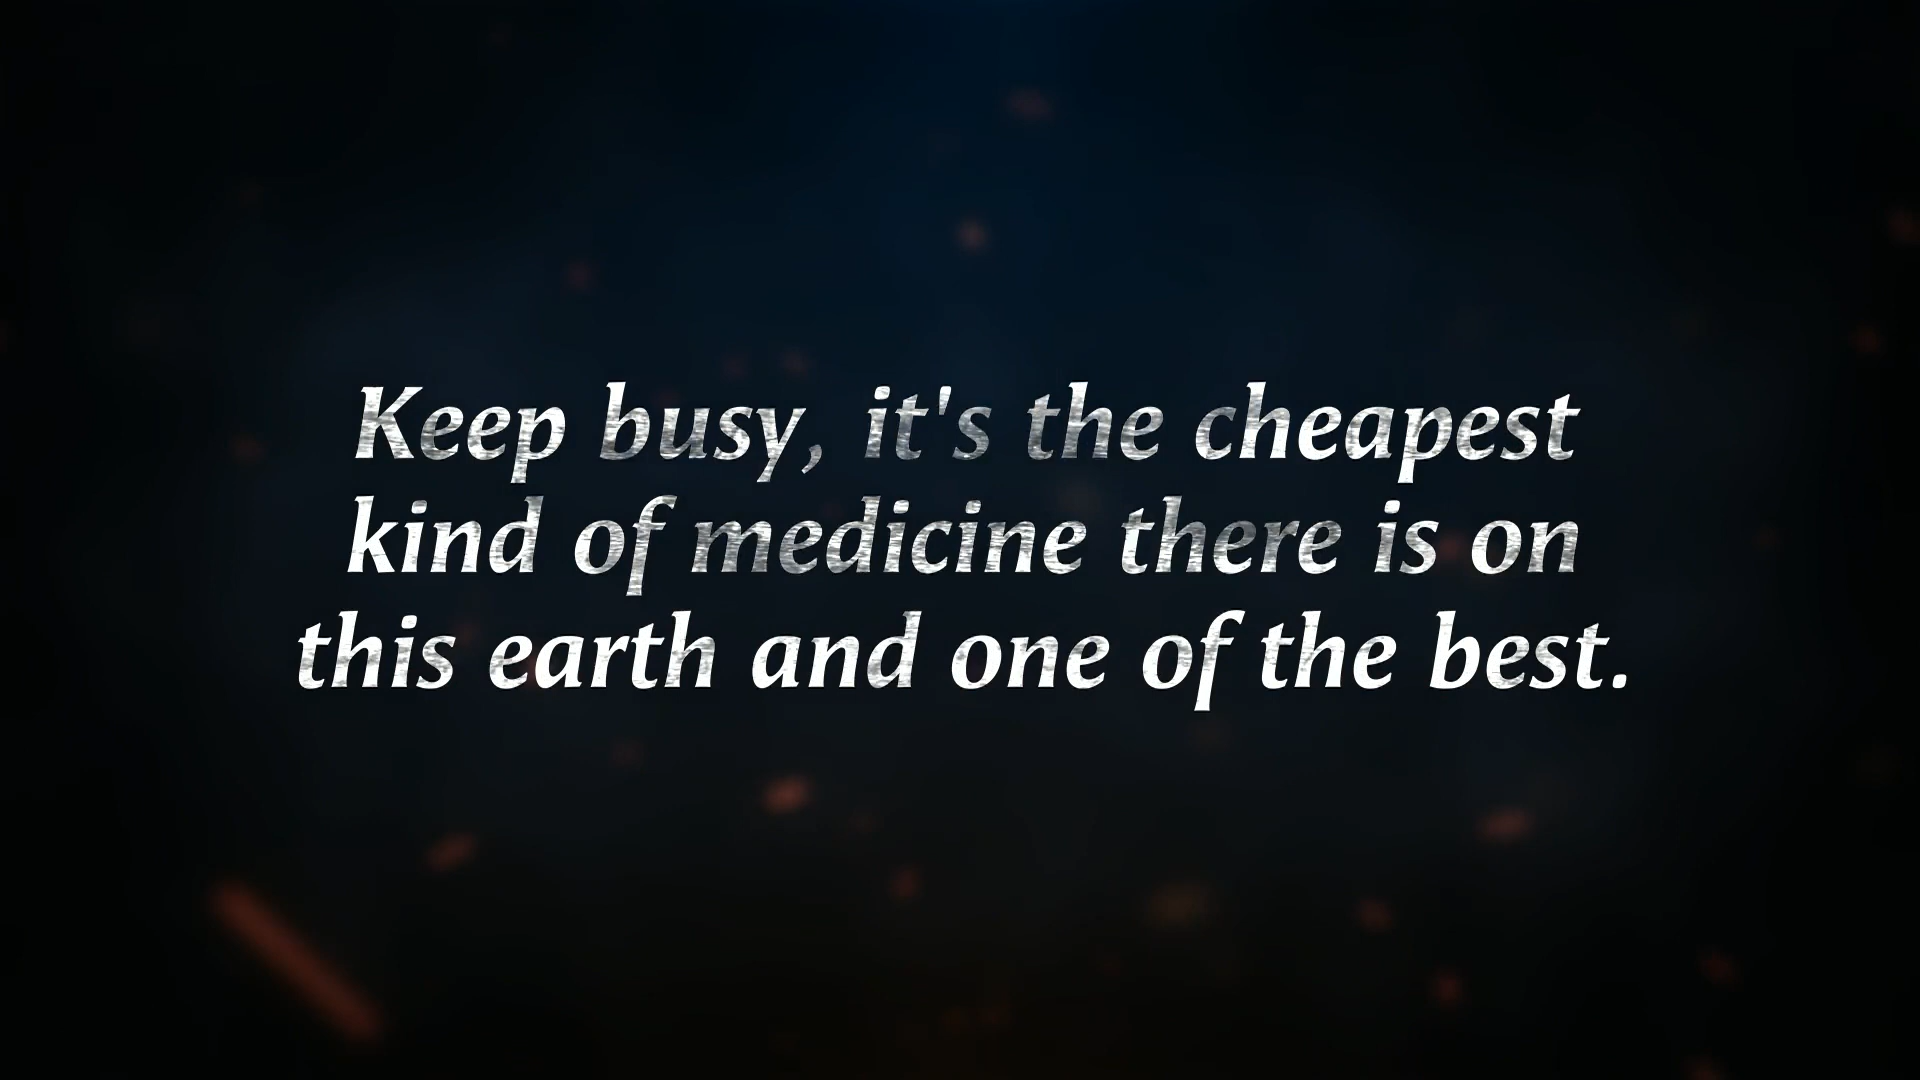 Keep busy, it's the cheapest
kind of medicine there is on
this earth and one of the best.